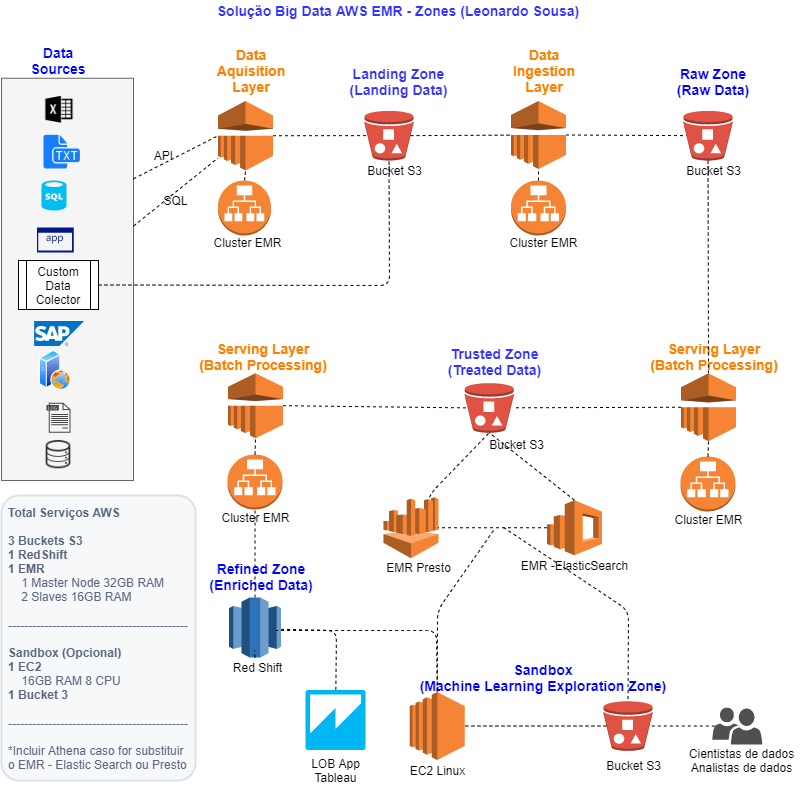 Solução Big Data AWS EMR - Zones (Leonardo Sousa)
Data
Sources
X
TXT
SQL
app
Custom
Data
Colector
SAP
LOG
API
SQL
Data
Aquisition
Layer
Cluster EMR
Landing Zone
(Landing Data)
Bucket S3
Data
Ingestion
Layer
Cluster EMR
Raw Zone
(Raw Data)
Bucket S3
Serving Layer
(Batch Processing)
Cluster EMR
Trusted Zone
(Treated Data)
Bucket S3
Serving Layer
(Batch Processing)
Cluster EMR
EMR Presto
EMR -ElasticSearch
Refined Zone
(Enriched Data)
Red Shift
LOB App
Tableau
Sandbox
(Machine Learning Exploration Zone)
EC2 Linux
Bucket S3
Cientistas de dados
Analistas de dados
Total Serviços AWS
3 Buckets S3
1 RedShift
1 EMR
1 Master Node 32GB RAM
2 Slaves 16GB RAM
--------------------------------------------
Sandbox (Opcional)
1 EC2
16GB RAM 8 CPU
1 Bucket 3
--------------------------------------------
*Incluir Athena caso for substituir
o EMR - Elastic Search ou Presto